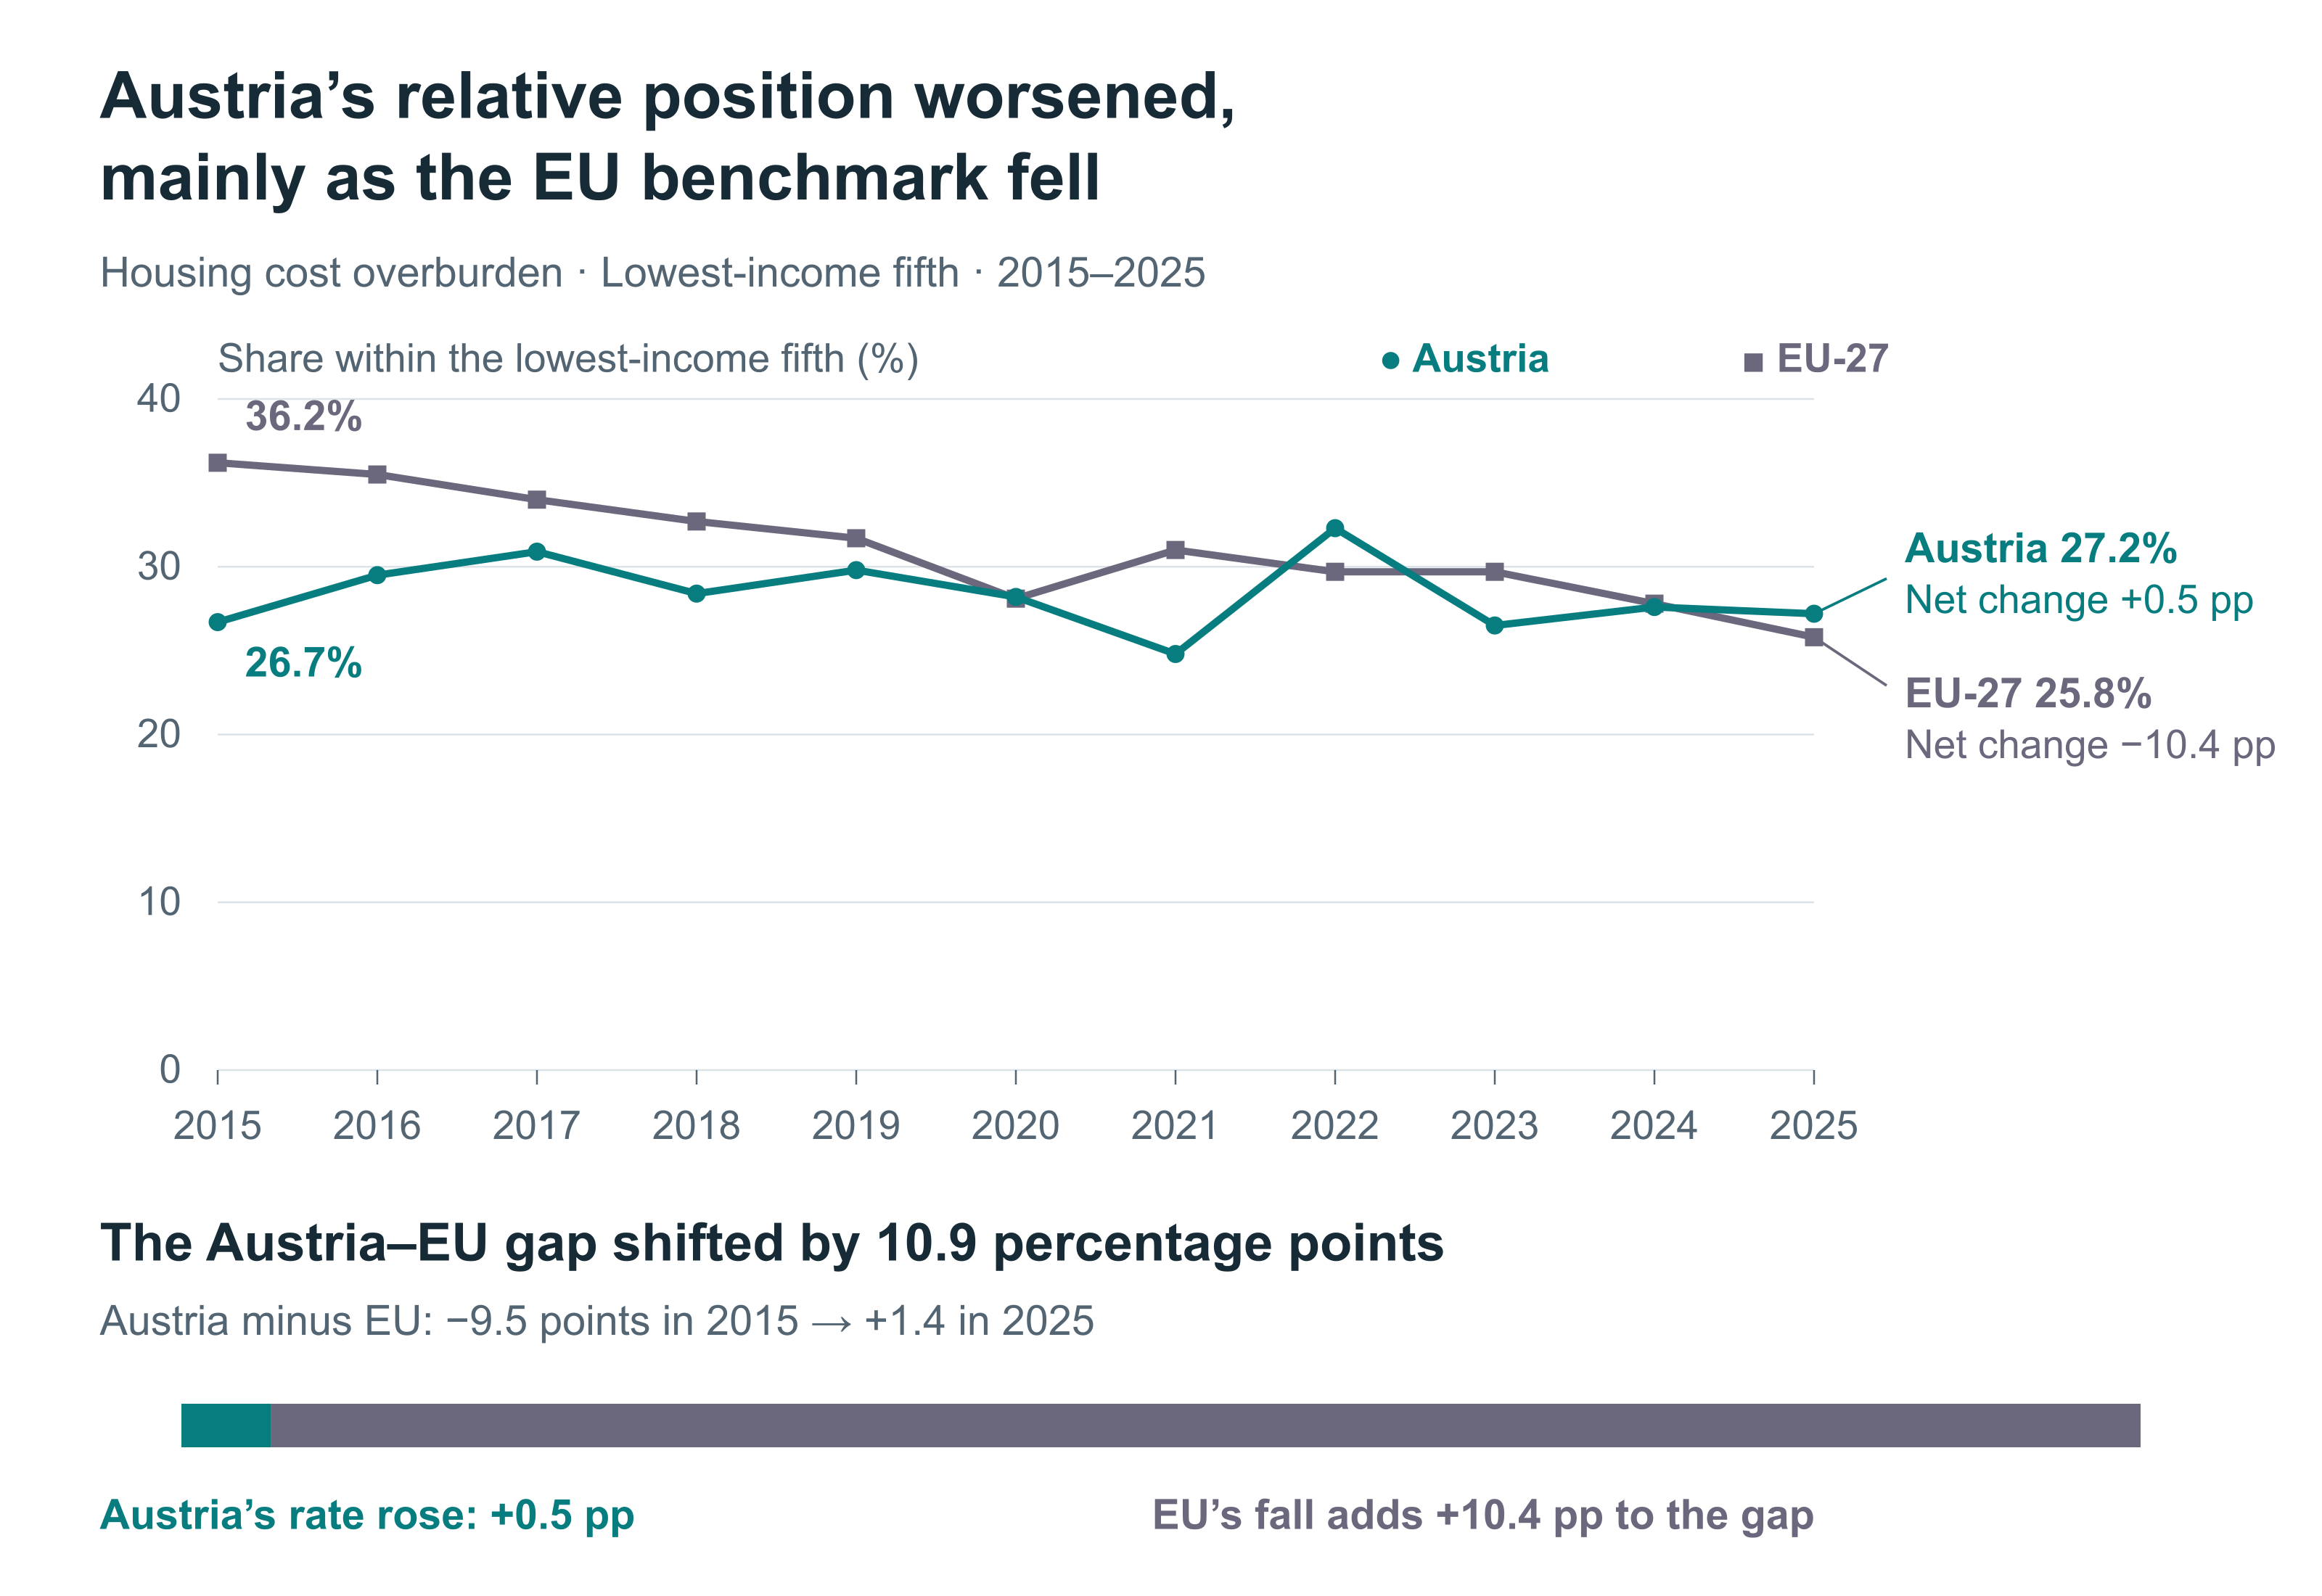 Austria’s relative position worsened,
mainly as the EU benchmark fell
Housing cost overburden · Lowest-income fifth · 2015–2025
Share within the lowest-income fifth (%)
Austria
EU-27
40
36.2%
30
26.7%
20
10
0
Austria 27.2%
Net change +0.5 pp
EU-27 25.8%
Net change −10.4 pp
2015 2016 2017 2018 2019 2020 2021 2022 2023 2024 2025
The Austria–EU gap shifted by 10.9 percentage points
Austria minus EU: −9.5 points in 2015 → +1.4 in 2025
Austria’s rate rose: +0.5 pp
EU’s fall adds +10.4 pp to the gap